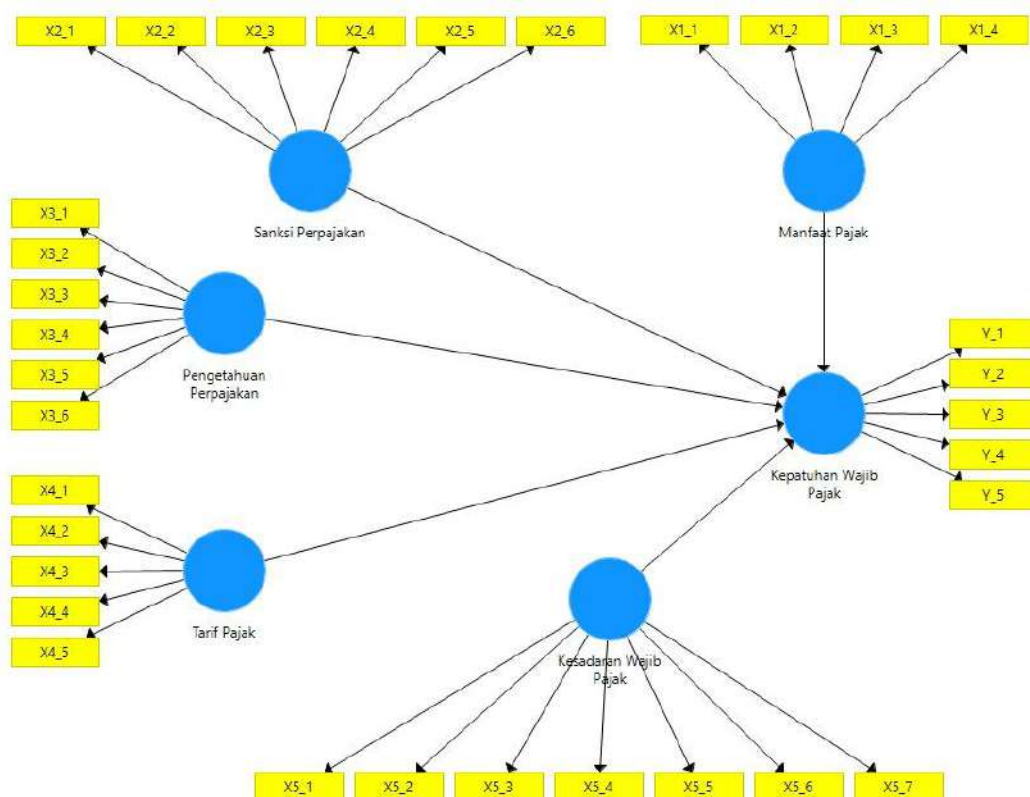 X2_1
X2_2
X2_3
X2_4
X2_5
X2_6
X1_1
X1_2
X1_3
X1_4
Sanksi Perpajakan
Manfaat Pajak
X3_1
X3_2
X3_3
X3_4
X3_5
X3_6
Pengetahuan
Perpajakan
Y_1
Y_2
Y_3
Y_4
Y_5
Kepatuhan Wajib
Pajak
X4_1
X4_2
X4_3
X4_4
X4_5
Tarif Pajak
Kesadaran Wajib
Pajak
X5_1
X5_2
X5_3
X5_4
X5_5
X5_6
X5_7